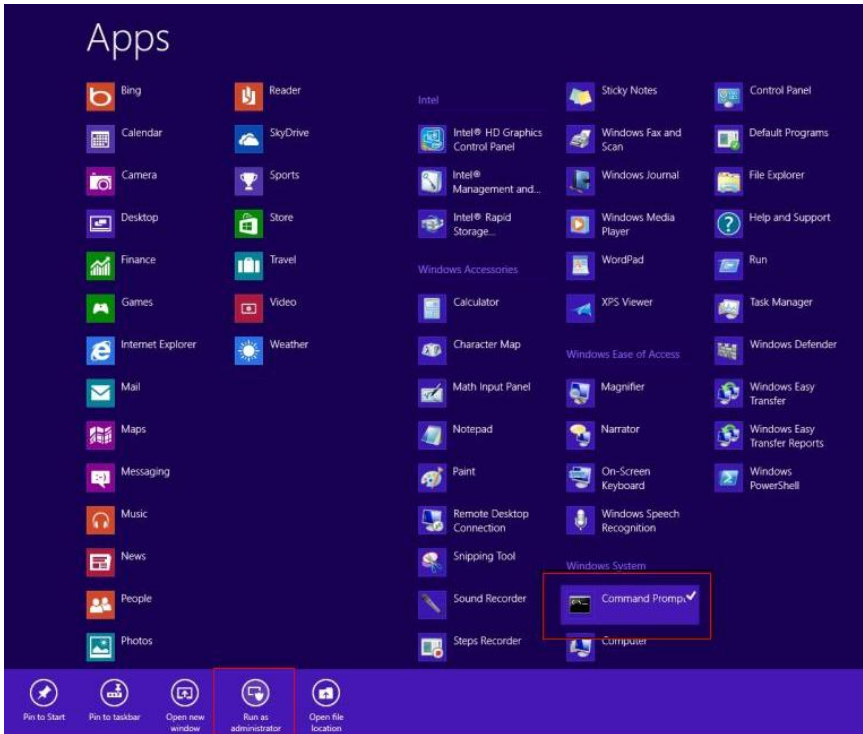 Apps
Bing
Calendar
Camera
Desktop
Finance
Games
Internet Explorer
Mail
Maps
Messaging
Music
News
People
Photos
Reader
SkyDrive
Sports
Store
Travel
Video
Weather
Intel
Intel® HD Graphics
Control Panel
Intel®
Management and...
Intel® Rapid
Storage...
Windows Accessories
Calculator
Character Map
Math Input Panel
Notepad
Paint
Remote Desktop
Connection
Snipping Tool
Sound Recorder
Steps Recorder
Sticky Notes
Windows Fax and
Scan
Windows Journal
Windows Media
Player
WordPad
XPS Viewer
Windows Ease of Access
Magnifier
Narrator
On-Screen
Keyboard
Windows Speech
Recognition
Windows System
Command Promp
Computer
Control Panel
Default Programs
File Explorer
Help and Support
Run
Task Manager
Windows Defender
Windows Easy
Transfer
Windows Easy
Transfer Reports
Windows
PowerShell
Pin to Start
Pin to taskbar
Open new
window
Run as
administrator
Open file
location